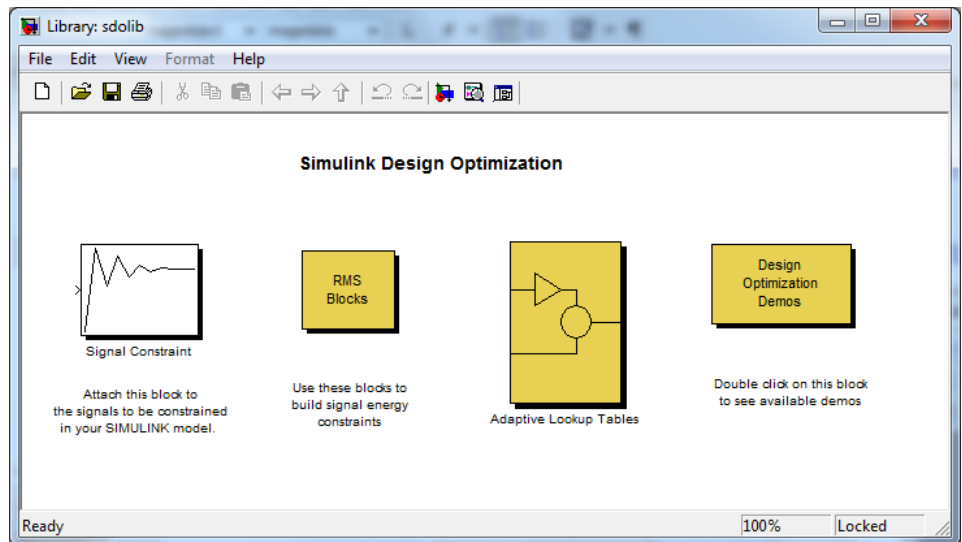 Library: sdolib
File Edit View Format Help
Simulink Design Optimization
RMS
Blocks
Design
Optimization
Demos
Signal Constraint
Attach this block to
the signals to be constrained
in your SIMULINK model.
Use these blocks to
build signal energy
constraints
Adaptive Lookup Tables
Double click on this block
to see available demos
Ready
100%
Locked